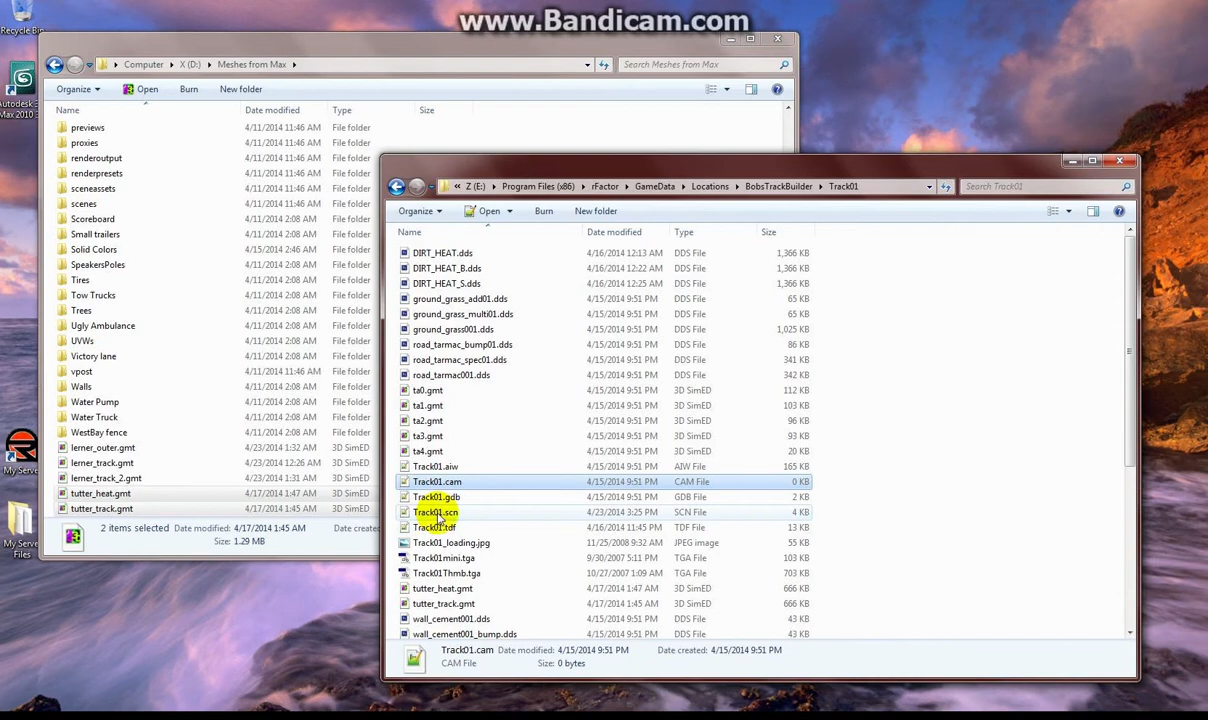 www.Bandicam.com
Recycle Bin
Computer X (D:) Meshes from Max
Search Meshes from Max
Organize Open Burn New folder
Name Date modified Type Size
previews 4/11/2014 11:46 AM File folder
proxies 4/11/2014 11:46 AM File folder
renderoutput 4/11/2014 11:46 AM File folder
renderpresets 4/11/2014 11:46 AM File folder
sceneassets 4/11/2014 11:46 AM File folder
scenes 4/11/2014 11:46 AM File folder
Scoreboard 4/11/2014 2:08 AM File folder
Small trailers 4/11/2014 2:08 AM File folder
Solid Colors 4/15/2014 2:46 AM File folder
SpeakersPoles 4/11/2014 2:08 AM File folder
Tires 4/11/2014 2:08 AM File folder
Tow Trucks 4/11/2014 2:08 AM File folder
Trees 4/11/2014 2:08 AM File folder
Ugly Ambulance 4/11/2014 2:08 AM File folder
UVWs 4/11/2014 2:08 AM File folder
Victory lane 4/11/2014 2:08 AM File folder
vpost 4/11/2014 2:08 AM File folder
Walls 4/11/2014 2:08 AM File folder
Water Pump 4/11/2014 2:08 AM File folder
Water Truck 4/11/2014 2:08 AM File folder
WestBay fence 4/11/2014 2:08 AM File folder
lerner_outer.gmt 4/23/2014 1:32 AM 3D SimED
lerner_track.gmt 4/23/2014 12:26 AM 3D SimED
lerner_track_2.gmt 4/23/2014 1:31 AM 3D SimED
tutter_heat.gmt 4/17/2014 1:47 AM 3D SimED
tutter_track.gmt 4/17/2014 1:45 AM 3D SimED
2 items selected Date modified: 4/17/2014 1:45 AM Date create
Size: 1.29 MB
Autodesk 3
Max 2010 3
My Serve
My Serve
Files
« Z (E:) Program Files (x86) rFactor GameData Locations BobsTrackBuilder Track01
Search Track01
Organize Open Burn New folder
Name Date modified Type Size
DIRT_HEAT.dds 4/16/2014 12:13 AM DDS File 1,366 KB
DIRT_HEAT_B.dds 4/16/2014 12:22 AM DDS File 1,366 KB
DIRT_HEAT_S.dds 4/16/2014 12:25 AM DDS File 1,366 KB
ground_grass_add01.dds 4/15/2014 9:51 PM DDS File 65 KB
ground_grass_multi01.dds 4/15/2014 9:51 PM DDS File 65 KB
ground_grass001.dds 4/15/2014 9:51 PM DDS File 1,025 KB
road_tarmac_bump01.dds 4/15/2014 9:51 PM DDS File 86 KB
road_tarmac_spec01.dds 4/15/2014 9:51 PM DDS File 341 KB
road_tarmac001.dds 4/15/2014 9:51 PM DDS File 342 KB
ta0.gmt 4/15/2014 9:51 PM 3D SimED 112 KB
ta1.gmt 4/15/2014 9:51 PM 3D SimED 103 KB
ta2.gmt 4/15/2014 9:51 PM 3D SimED 96 KB
ta3.gmt 4/15/2014 9:51 PM 3D SimED 93 KB
ta4.gmt 4/15/2014 9:51 PM 3D SimED 20 KB
Track01.aiw 4/15/2014 9:51 PM AIW File 165 KB
Track01.cam 4/15/2014 9:51 PM CAM File 0 KB
Track01.gdb 4/15/2014 9:51 PM GDB File 2 KB
Track01.scn 4/23/2014 3:25 PM SCN File 4 KB
Track01.tdf 4/16/2014 11:45 PM TDF File 13 KB
Track01_loading.jpg 11/25/2008 9:32 AM JPEG image 55 KB
Track01mini.tga 9/30/2007 5:11 PM TGA File 103 KB
Track01Thmb.tga 10/27/2007 1:09 AM TGA File 703 KB
tutter_heat.gmt 4/17/2014 1:47 AM 3D SimED 666 KB
tutter_track.gmt 4/17/2014 1:45 AM 3D SimED 666 KB
wall_cement001.dds 4/15/2014 9:51 PM DDS File 43 KB
wall_cement001_bump.dds 4/15/2014 9:51 PM DDS File 43 KB
Track01.cam Date modified: 4/15/2014 9:51 PM Date created: 4/15/2014 9:51 PM
CAM File Size: 0 bytes